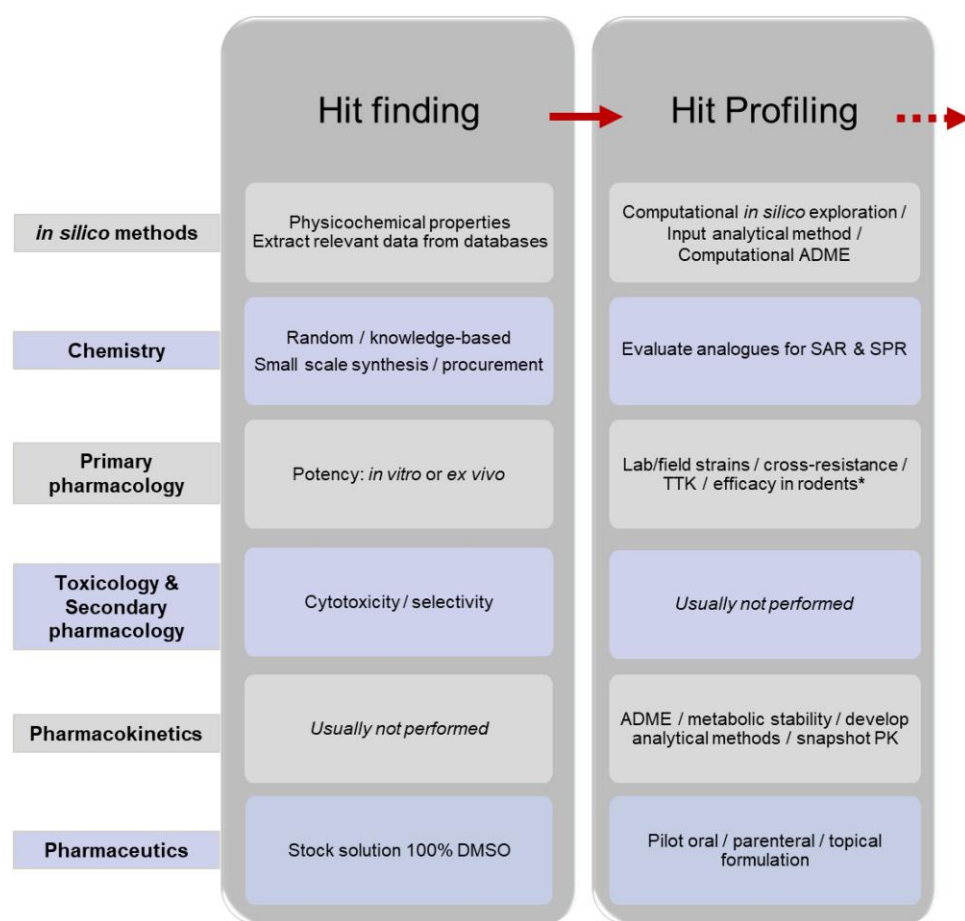 Hit finding
Hit Profiling
in silico methods
Physicochemical properties
Extract relevant data from databases
Computational in silico exploration /
Input analytical method /
Computational ADME
Chemistry
Random / knowledge-based
Small scale synthesis / procurement
Evaluate analogues for SAR & SPR
Primary
pharmacology
Potency: in vitro or ex vivo
Lab/field strains / cross-resistance /
TTK / efficacy in rodents*
Toxicology &
Secondary
pharmacology
Cytotoxicity / selectivity
Usually not performed
Pharmacokinetics
Usually not performed
ADME / metabolic stability / develop
analytical methods / snapshot PK
Pharmaceutics
Stock solution 100% DMSO
Pilot oral / parenteral / topical
formulation